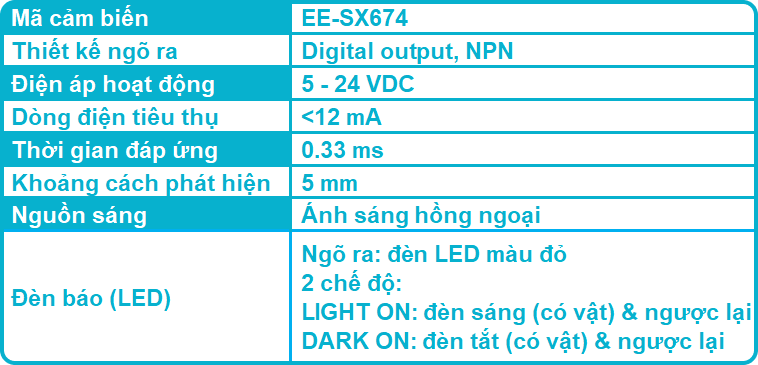 Mã cảm biến EE-SX674
Thiết kế ngõ ra Digital output, NPN
Điện áp hoạt động 5 - 24 VDC
Dòng điện tiêu thụ <12 mA
Thời gian đáp ứng 0.33 ms
Khoảng cách phát hiện 5 mm
Nguồn sáng Ánh sáng hồng ngoại
Đèn báo (LED)
Ngõ ra: đèn LED màu đỏ
2 chế độ:
LIGHT ON: đèn sáng (có vật) & ngược lại
DARK ON: đèn tắt (có vật) & ngược lại